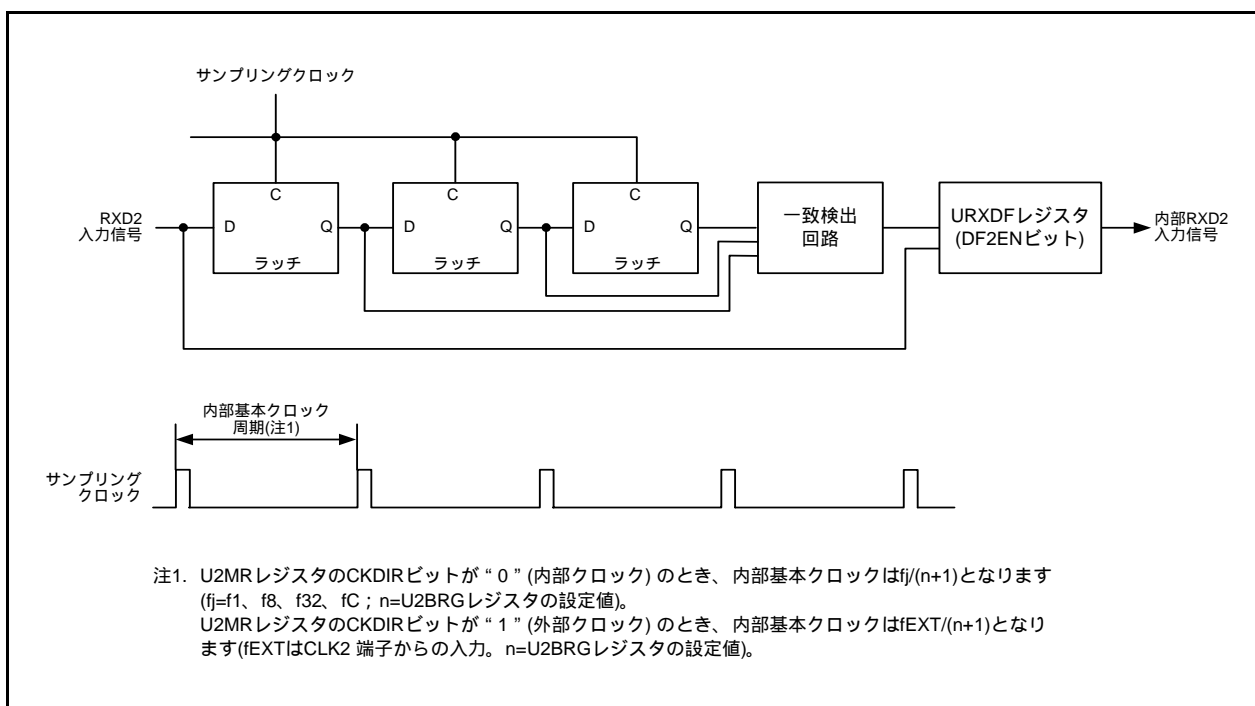 サンプリングクロック
C
C
C
RXD2
入力信号
D
Q
D
Q
D
Q
ラッチ
ラッチ
ラッチ
一致検出
回路
URXDFレジスタ
(DF2ENビット)
内部RXD2
入力信号
内部基本クロック
周期(注1)
サンプリング
クロック
注1. U2MRレジスタのCKDIRビットが“0”(内部クロック) のとき、内部基本クロックはfj/(n+1)となります
(fj=f1、f8、f32、fC ; n=U2BRGレジスタの設定値)。
U2MRレジスタのCKDIRビットが“1”(外部クロック) のとき、内部基本クロックはfEXT/(n+1)となり
ます(fEXTはCLK2 端子からの入力。n=U2BRGレジスタの設定値)。